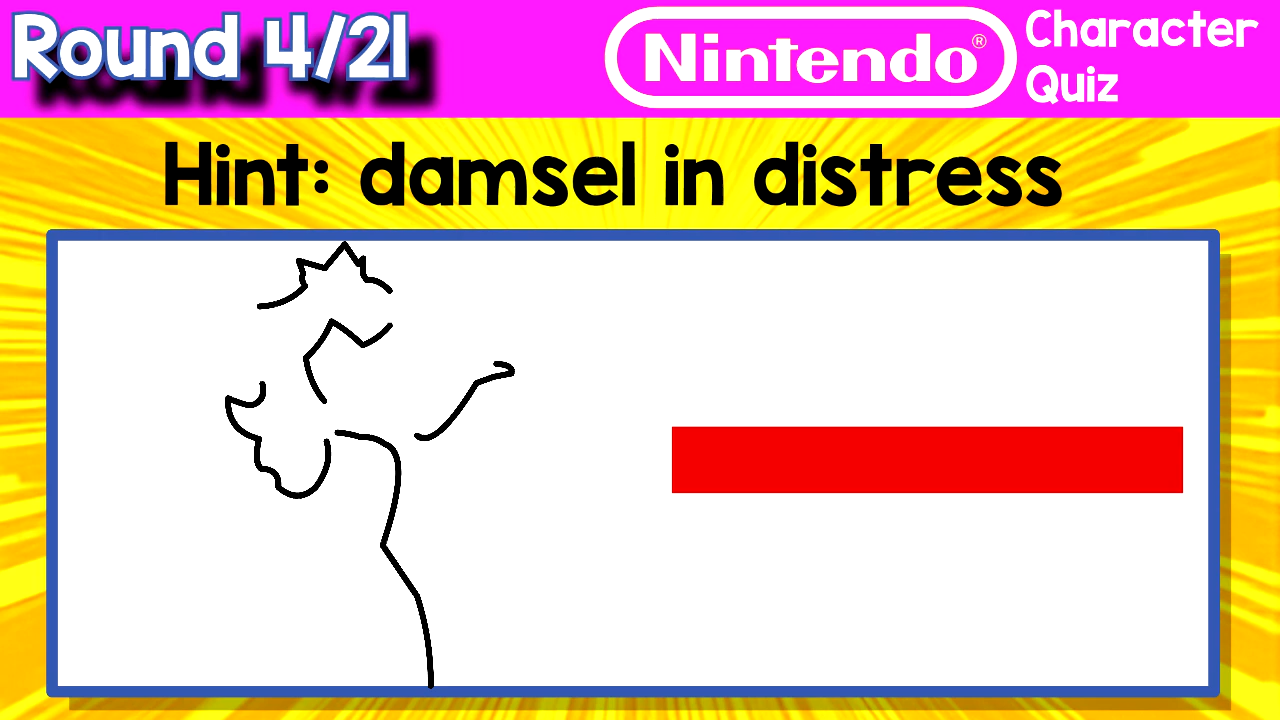 Round 4/21
Nintendo®
Character
Quiz
Hint: damsel in distress